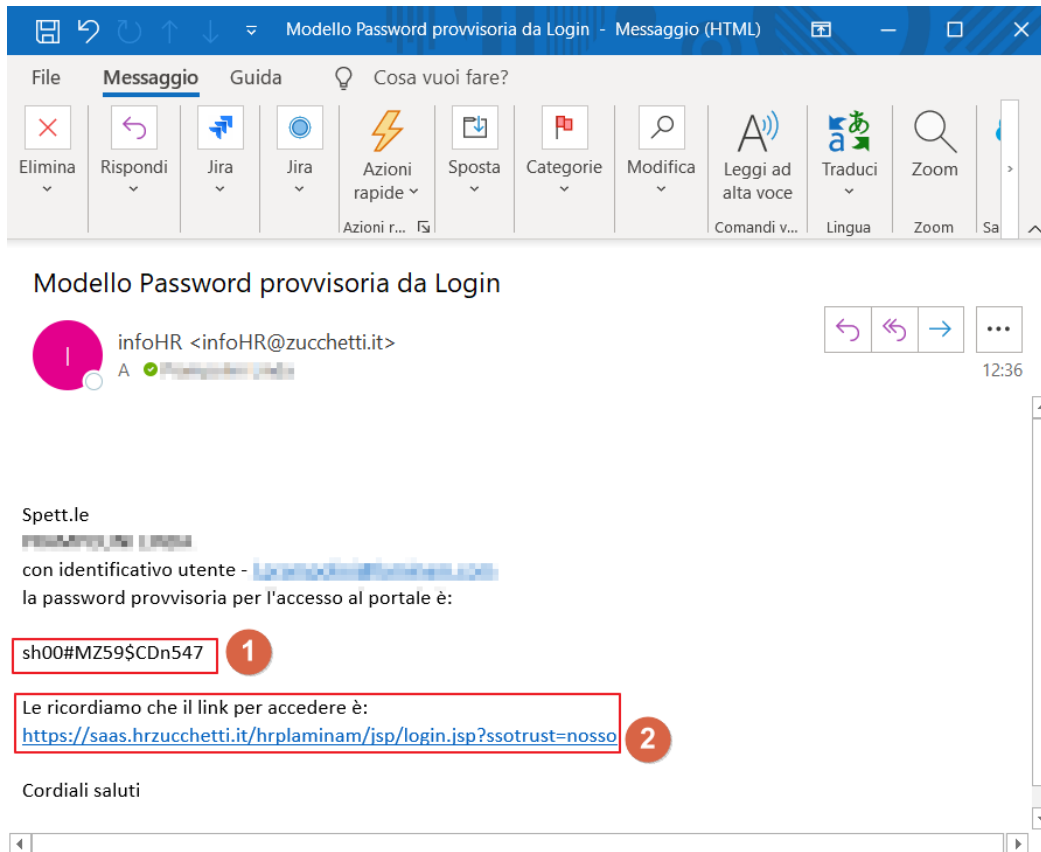 Modello Password provvisoria da Login - Messaggio (HTML)
File Messaggio Guida Cosa vuoi fare?
Elimina Rispondi Jira Jira Azioni rapide Sposta Categorie Modifica Leggi ad alta voce Traduci Zoom
Azioni r... Comandi v... Lingua Zoom Sa
Modello Password provvisoria da Login
I
infoHR <infoHR@zucchetti.it>
A
12:36
Spett.le
con identificativo utente -
la password provvisoria per l'accesso al portale è:
sh00#MZ59$CDn547 1
Le ricordiamo che il link per accedere è:
https://saas.hrzucchetti.it/hrplaminam/jsp/login.jsp?ssotrust=nosso 2
Cordiali saluti